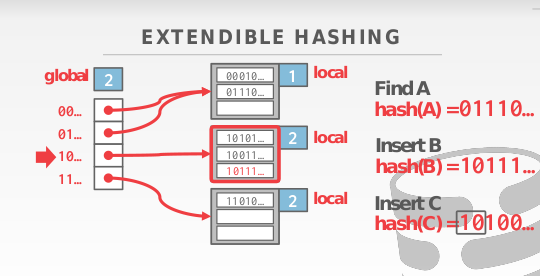 EXTENDIBLE HASHING
global 2
00...
01...
10...
11...
00010...
01110...
1 local
10101...
10011...
10111...
2 local
11010...
2 local
Find A
hash(A) =01110...
Insert B
hash(B) =10111...
Insert C
hash(C) =10100...